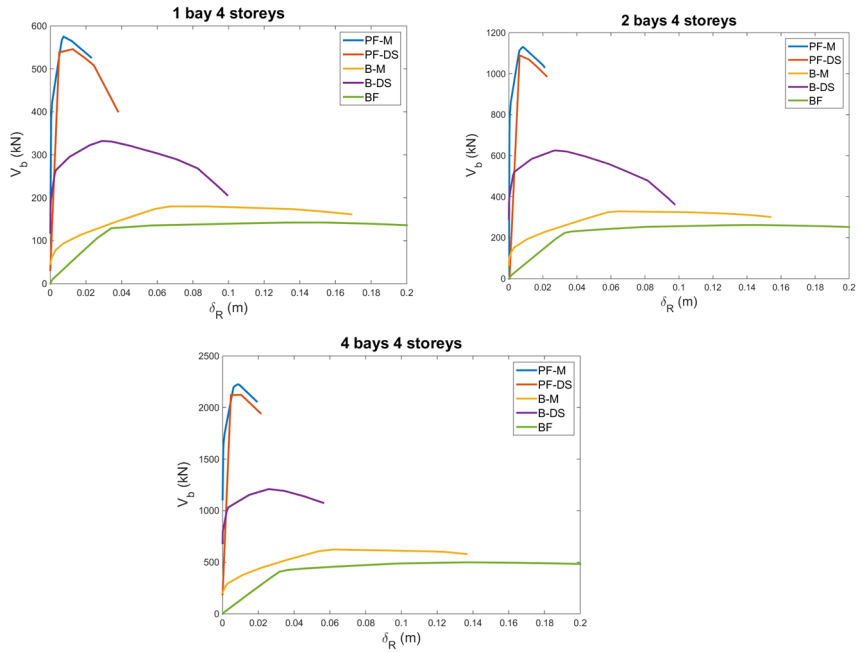 1 bay 4 storeys
600
500
400
300
200
100
0
V_b (kN)
PF-M
PF-DS
B-M
B-DS
BF
0 0.02 0.04 0.06 0.08 0.1 0.12 0.14 0.16 0.18 0.2
δ_R (m)
2 bays 4 storeys
1200
1000
800
600
400
200
0
V_b (kN)
PF-M
PF-DS
B-M
B-DS
BF
0 0.02 0.04 0.06 0.08 0.1 0.12 0.14 0.16 0.18 0.2
δ_R (m)
4 bays 4 storeys
2500
2000
1500
1000
500
0
V_b (kN)
PF-M
PF-DS
B-M
B-DS
BF
0 0.02 0.04 0.06 0.08 0.1 0.12 0.14 0.16 0.18 0.2
δ_R (m)